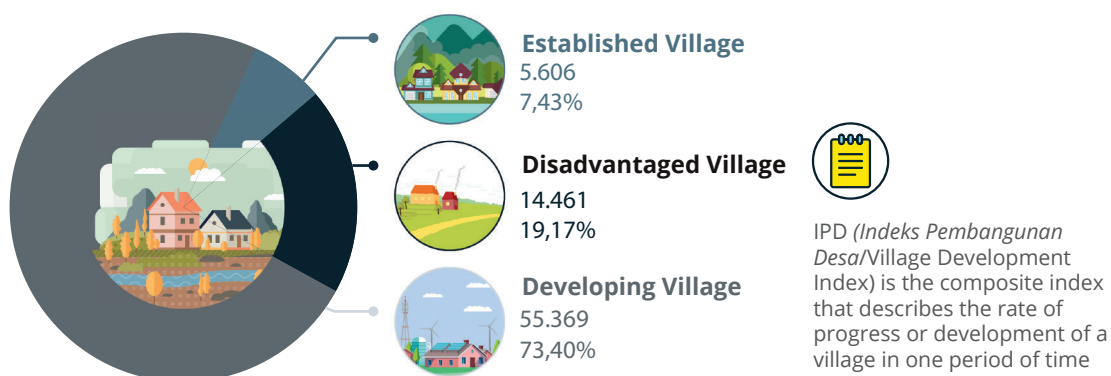 Established Village
5.606
7,43%
Disadvantaged Village
14.461
19,17%
Developing Village
55.369
73,40%
IPD (Indeks Pembangunan
Desa/Village Development
Index) is the composite index
that describes the rate of
progress or development of a
village in one period of time